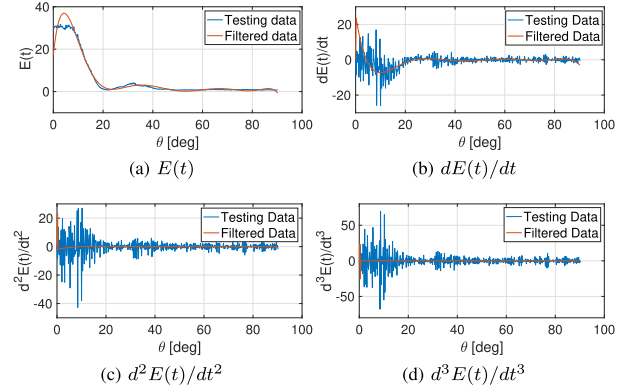 40
20
0
E(t)
Testing data
Filtered data
0 20 40 60 80 100
θ [deg]
(a) E(t)
20
0
-20
dE(t)/dt
Testing data
Filtered data
0 20 40 60 80 100
θ [deg]
(b) dE(t)/dt
20
0
-20
-40
d²E(t)/dt²
Testing Data
Filtered Data
0 20 40 60 80 100
θ [deg]
(c) d²E(t)/dt²
50
0
-50
d³E(t)/dt³
Testing Data
Filtered Data
0 20 40 60 80 100
θ [deg]
(d) d³E(t)/dt³